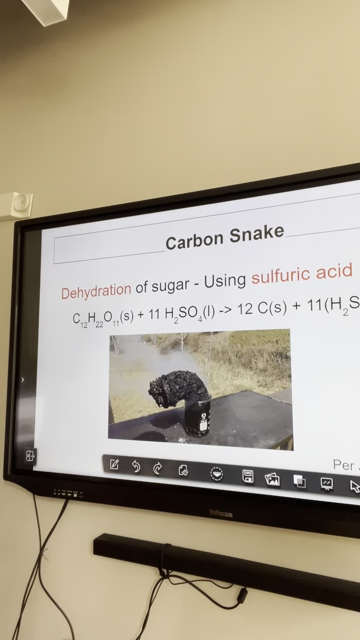 Carbon Snake
Dehydration of sugar - Using sulfuric acid
C₁₂H₂₂O₁₁(s) + 11 H₂SO₄(l) -> 12 C(s) + 11(H₂S
Per